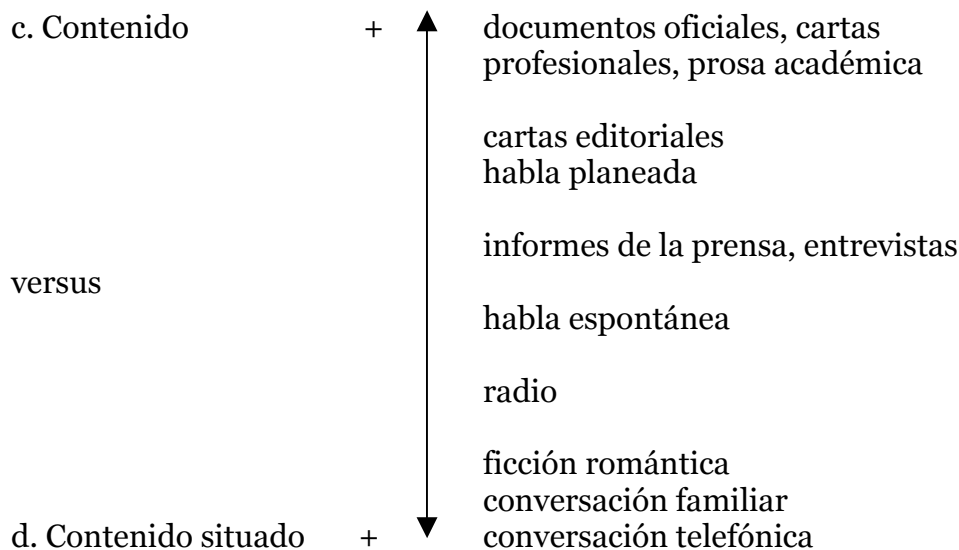 c. Contenido + documentos oficiales, cartas
profesionales, prosa académica
cartas editoriales
habla planeada
informes de la prensa, entrevistas
versus
habla espontánea
radio
ficción romántica
conversación familiar
d. Contenido situado + conversación telefónica